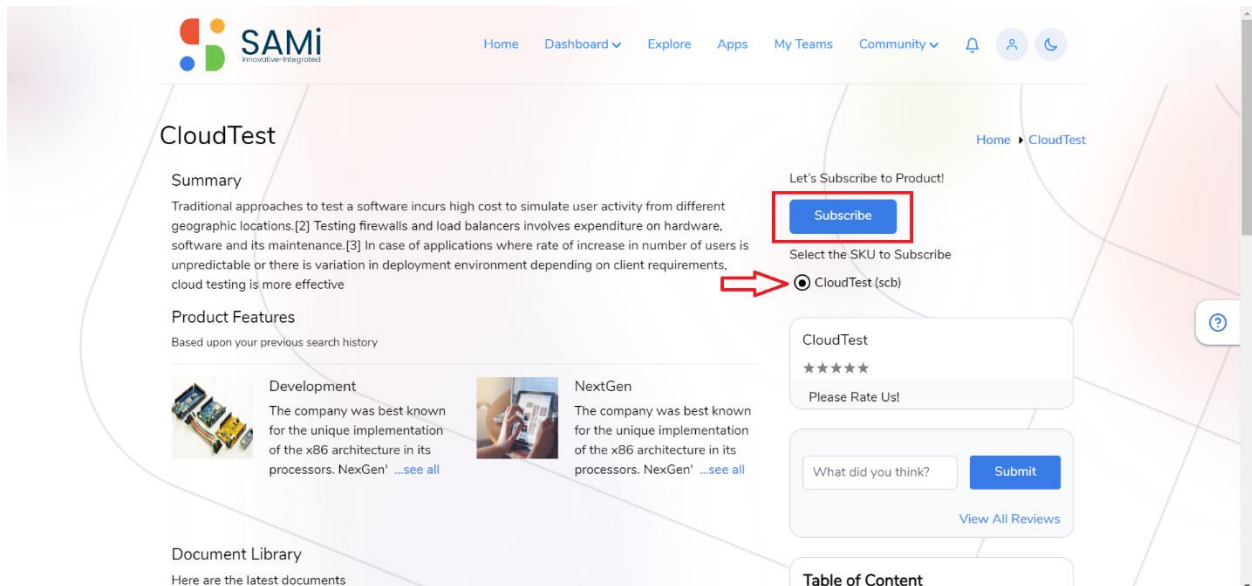 SAMi
Innovative-Integrated
Home Dashboard Explore Apps My Teams Community
CloudTest
Home CloudTest
Summary
Traditional approaches to test a software incurs high cost to simulate user activity from different
geographic locations.[2] Testing firewalls and load balancers involves expenditure on hardware,
software and its maintenance.[3] In case of applications where rate of increase in number of users is
unpredictable or there is variation in deployment environment depending on client requirements,
cloud testing is more effective
Product Features
Based upon your previous search history
Development
The company was best known
for the unique implementation
of the x86 architecture in its
processors. NexGen' ...see all
NextGen
The company was best known
for the unique implementation
of the x86 architecture in its
processors. NexGen' ...see all
Document Library
Here are the latest documents
Let's Subscribe to Product!
Subscribe
Select the SKU to Subscribe
CloudTest (scb)
CloudTest
★★★★★
Please Rate Us!
What did you think?
Submit
View All Reviews
Table of Content